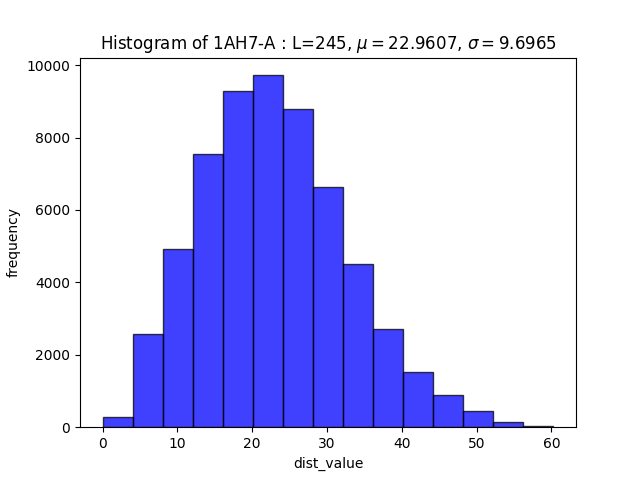 Histogram of 1AH7-A : L=245, μ = 22.9607, σ = 9.6965
10000
8000
6000
4000
2000
0
frequency
0 10 20 30 40 50 60
dist_value